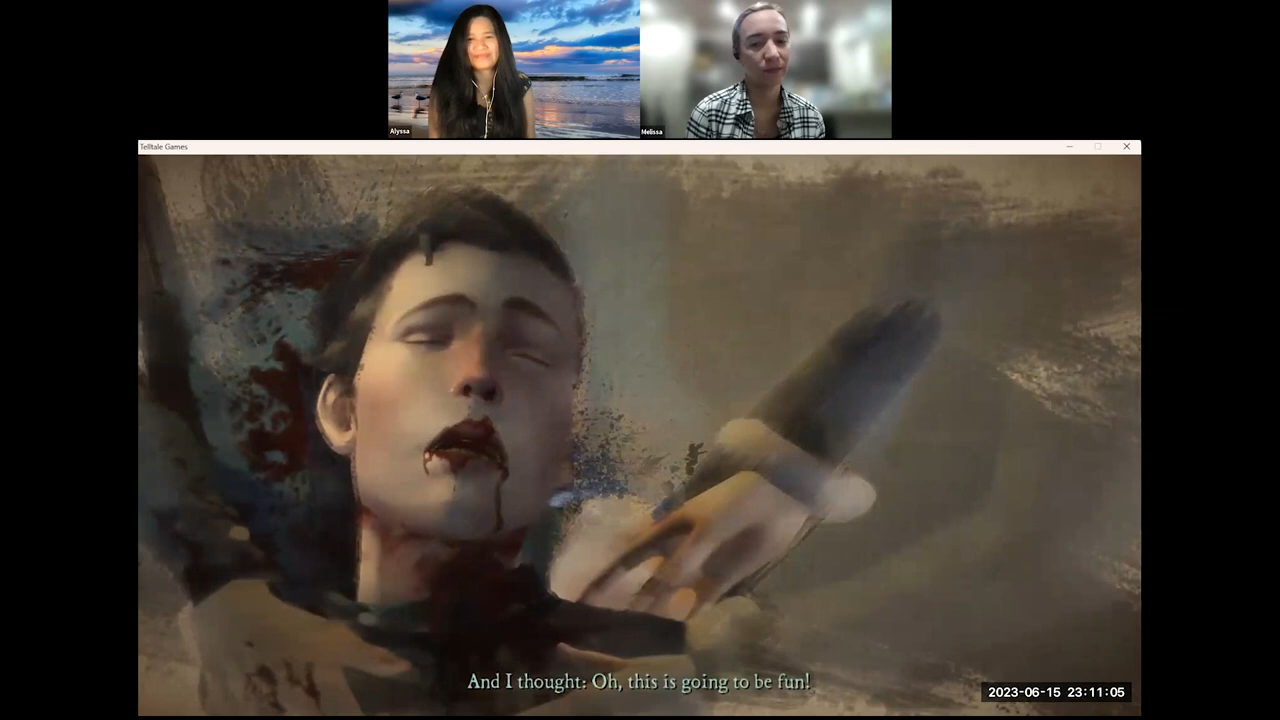 Alyssa
Melissa
Telltale Games
And I thought: Oh, this is going to be fun!
2023-06-15 23:11:05